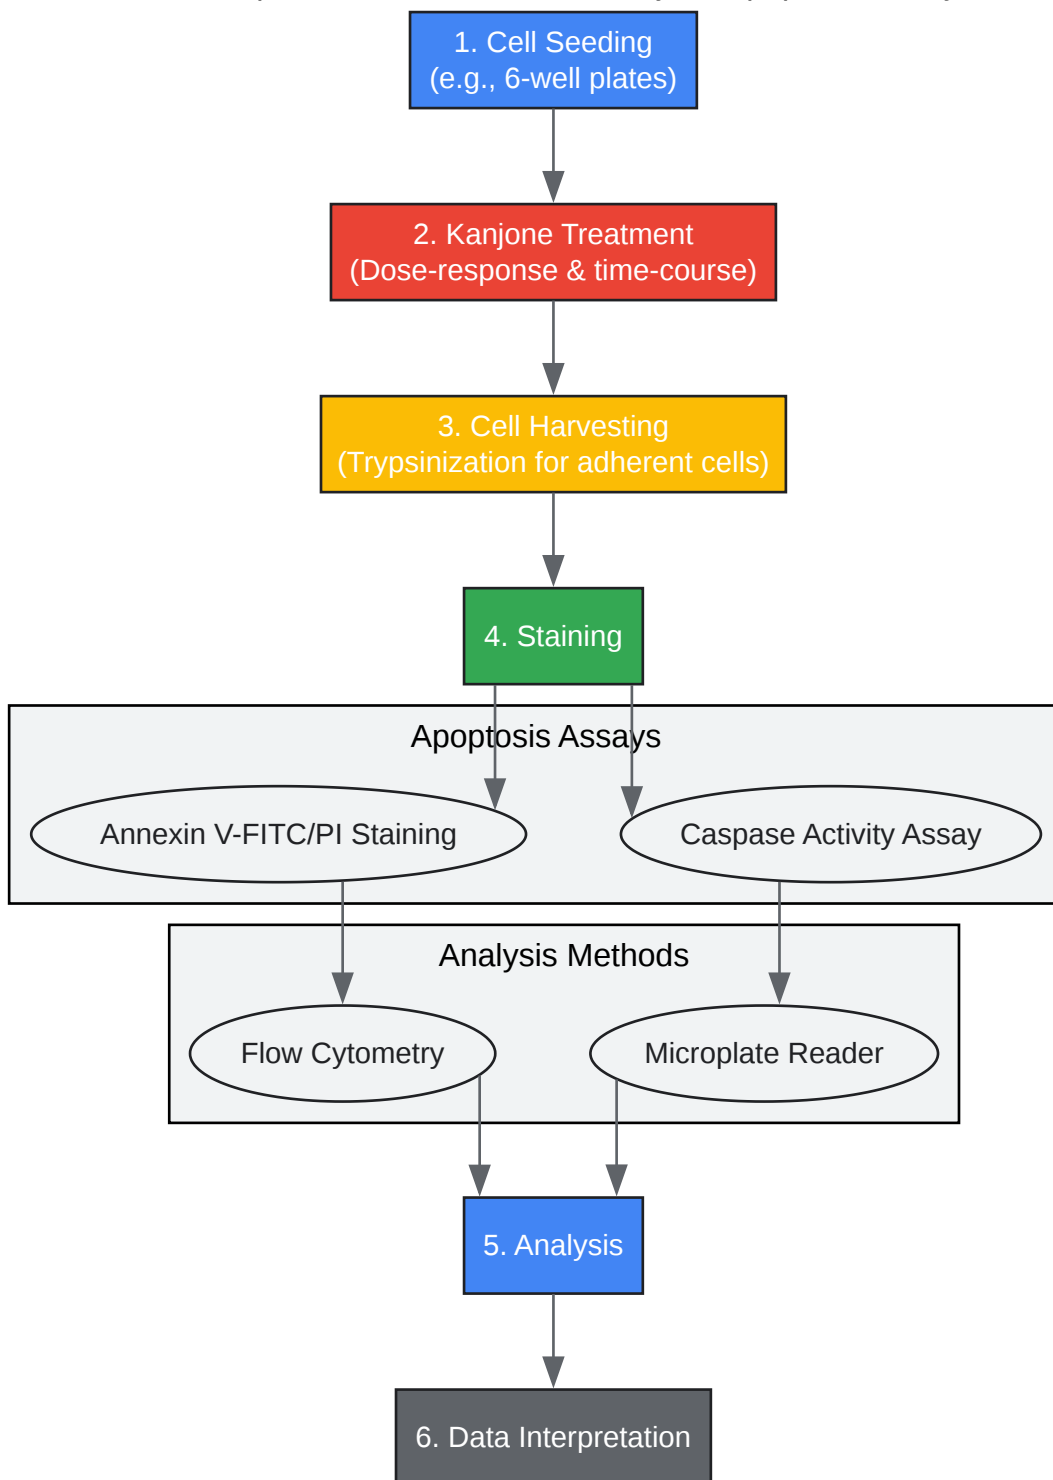 1. Cell Seeding
(e.g., 6-well plates)
2. Kanjone Treatment
(Dose-response & time-course)
3. Cell Harvesting
(Trypsinization for adherent cells)
4. Staining
Apoptosis Assays
Annexin V-FITC/PI Staining
Caspase Activity Assay
Analysis Methods
Flow Cytometry
Microplate Reader
5. Analysis
6. Data Interpretation